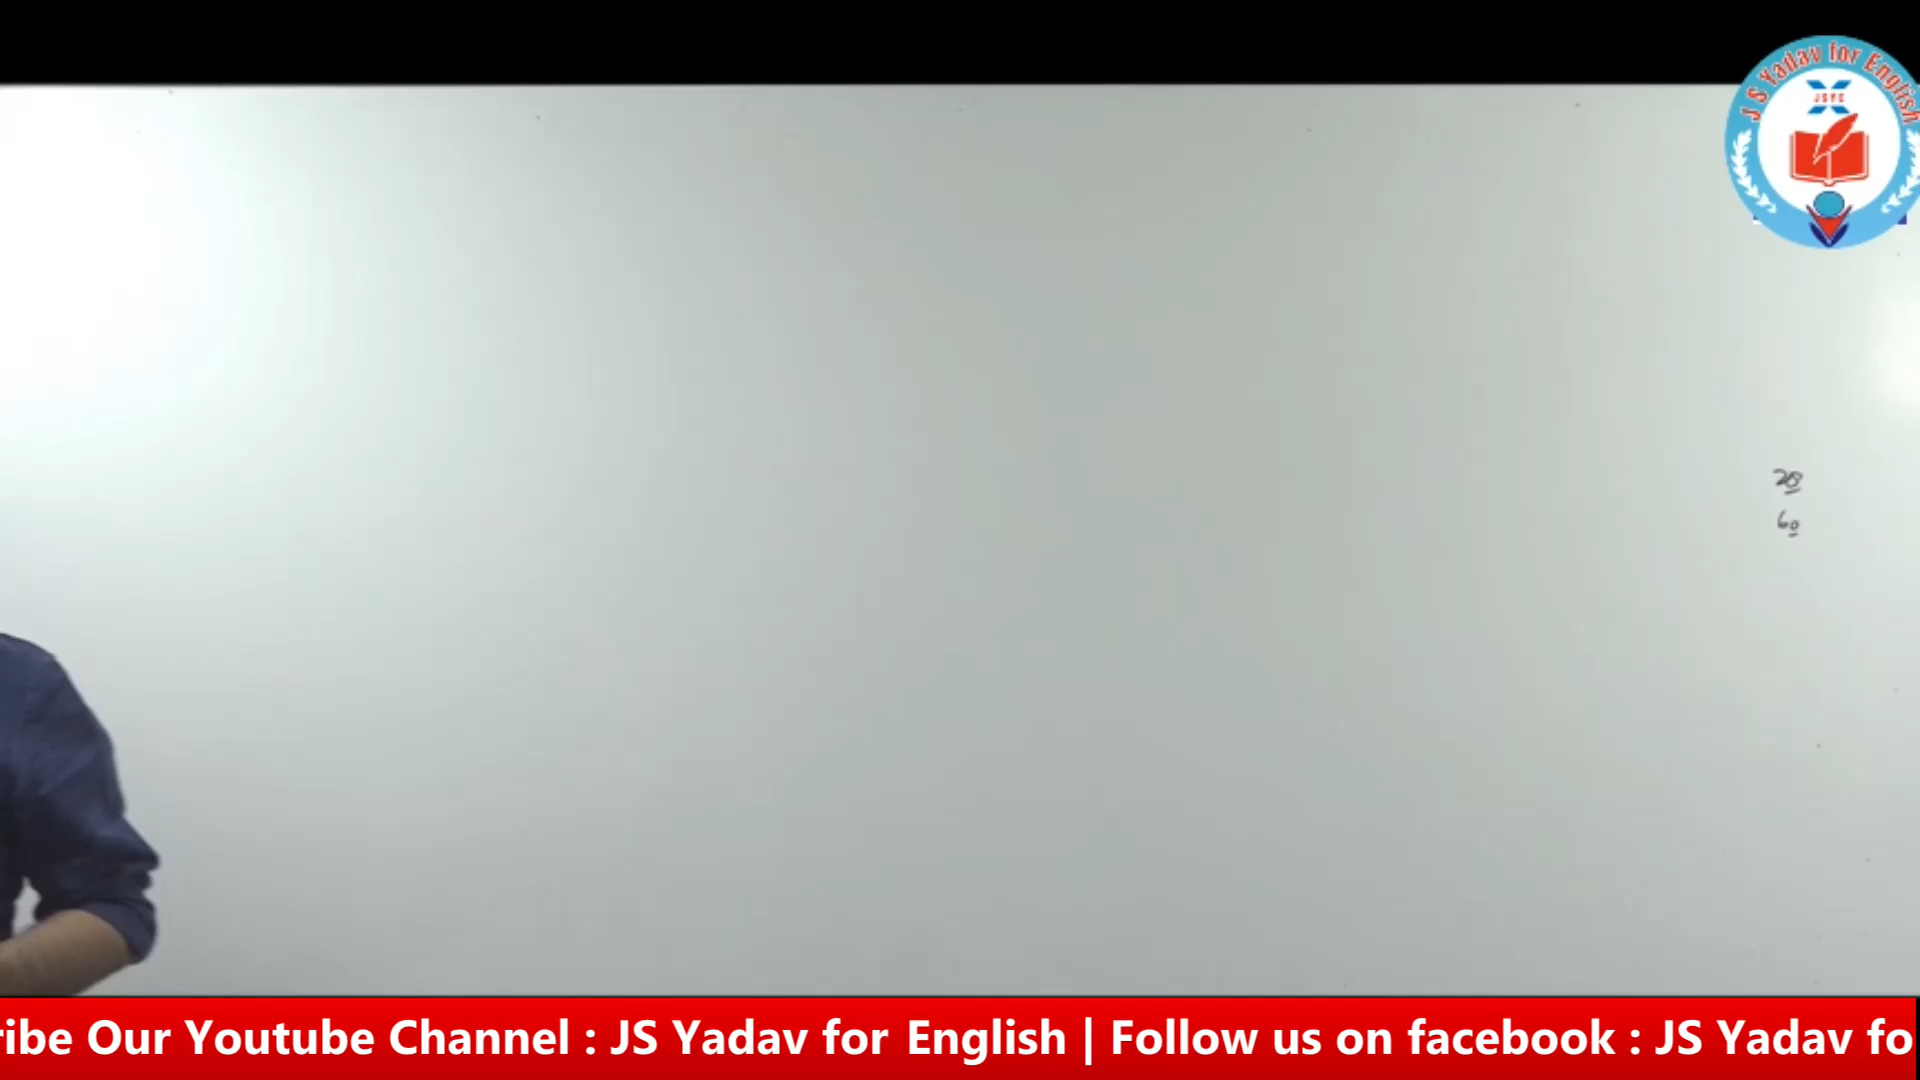 J S Yadav for English
JSYE
60
ribe Our Youtube Channel : JS Yadav for English | Follow us on facebook : JS Yadav fo